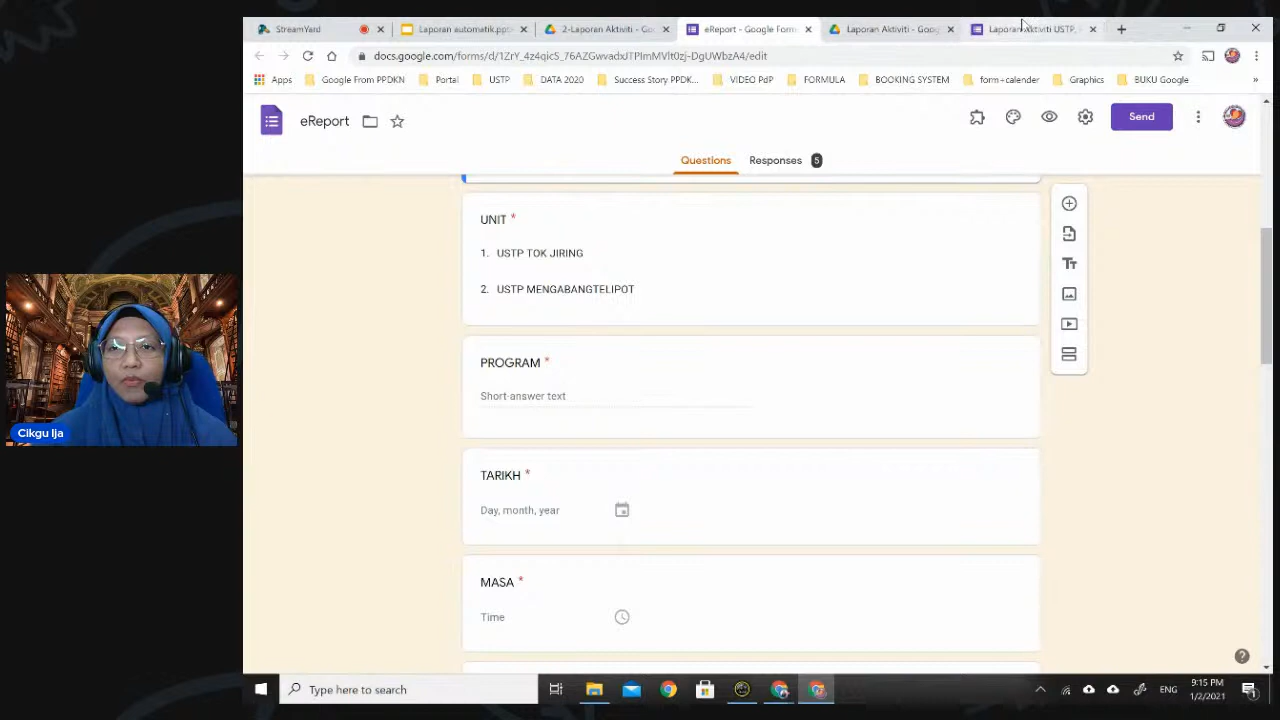 StreamYard
Laporan automatik.ppt
2-Laporan Aktiviti - Go
eReport - Google Form
Laporan Aktiviti - Goog
Laporan Aktiviti USTP
docs.google.com/forms/d/1ZrY_4z4qicS_76AZGwvadxJTPlmMVlt0zj-DgUWbzA4/edit
Apps
Google From PPDKN
Portal
USTP
DATA 2020
Success Story PPDK...
VIDEO PdP
FORMULA
BOOKING SYSTEM
form+calender
Graphics
BUKU Google
»
eReport
Send
Questions
Responses 5
UNIT *
1. USTP TOK JIRING
2. USTP MENGABANGTELIPOT
PROGRAM *
Short-answer text
TARIKH *
Day, month, year
MASA *
Time
Cikgu Ija
Type here to search
ENG
9:15 PM
1/2/2021